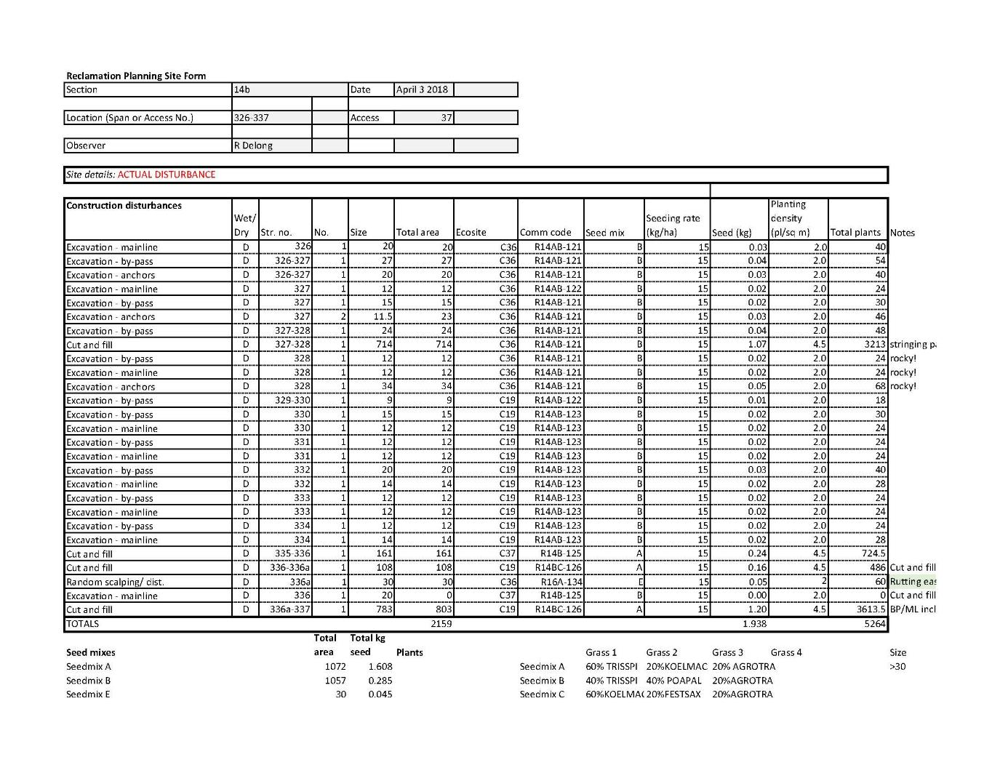 Reclamation Planning Site Form
Section 14b Date April 3 2018
Location (Span or Access No.) 326-337 Access 37
Observer R Delong
Site details: ACTUAL DISTURBANCE
Construction disturbances Wet/ Dry Str. no. No. Size Total area Ecosite Comm code Seed mix Seeding rate (kg/ha) Seed (kg) Planting density (pl/sq m) Total plants Notes
Excavation - mainline D 326 1 20 20 C36 R14AB-121 B 15 0.03 2.0 40
Excavation - by-pass D 326-327 1 27 27 C36 R14AB-121 B 15 0.04 2.0 54
Excavation - anchors D 326-327 1 20 20 C36 R14AB-121 B 15 0.03 2.0 40
Excavation - mainline D 327 1 12 12 C36 R14AB-122 B 15 0.02 2.0 24
Excavation - by-pass D 327 1 15 15 C36 R14AB-121 B 15 0.02 2.0 30
Excavation - anchors D 327 2 11.5 23 C36 R14AB-121 B 15 0.03 2.0 46
Excavation - by-pass D 327-328 1 24 24 C36 R14AB-121 B 15 0.04 2.0 48
Cut and fill D 327-328 1 714 714 C36 R14AB-121 B 15 1.07 4.5 3213 stringing pa
Excavation - by-pass D 328 1 12 12 C36 R14AB-121 B 15 0.02 2.0 24 rocky!
Excavation - mainline D 328 1 12 12 C36 R14AB-121 B 15 0.02 2.0 24 rocky!
Excavation - anchors D 328 1 34 34 C36 R14AB-121 B 15 0.05 2.0 68 rocky!
Excavation - by-pass D 329-330 1 9 9 C19 R14AB-122 B 15 0.01 2.0 18
Excavation - by-pass D 330 1 15 15 C19 R14AB-123 B 15 0.02 2.0 30
Excavation - mainline D 330 1 12 12 C19 R14AB-123 B 15 0.02 2.0 24
Excavation - by-pass D 331 1 12 12 C19 R14AB-123 B 15 0.02 2.0 24
Excavation - mainline D 331 1 12 12 C19 R14AB-123 B 15 0.02 2.0 24
Excavation - by-pass D 332 1 20 20 C19 R14AB-123 B 15 0.03 2.0 40
Excavation - mainline D 332 1 14 14 C19 R14AB-123 B 15 0.02 2.0 28
Excavation - by-pass D 333 1 12 12 C19 R14AB-123 B 15 0.02 2.0 24
Excavation - mainline D 333 1 12 12 C19 R14AB-123 B 15 0.02 2.0 24
Excavation - by-pass D 334 1 12 12 C19 R14AB-123 B 15 0.02 2.0 24
Excavation - mainline D 334 1 14 14 C19 R14AB-123 B 15 0.02 2.0 28
Cut and fill D 335-336 1 161 161 C37 R14B-125 A 15 0.24 4.5 724.5
Cut and fill D 336-336a 1 108 108 C19 R14BC-126 A 15 0.16 4.5 486 Cut and fill
Random scalping/ dist. D 336a 1 30 30 C36 R16A-134 E 15 0.05 2 60 Rutting eas
Excavation - mainline D 336 1 20 0 C37 R14B-125 B 15 0.00 2.0 0 Cut and fill
Cut and fill D 336a-337 1 783 803 C19 R14BC-126 A 15 1.20 4.5 3613.5 BP/ML incl
TOTALS 2159 1.938 5264
Seed mixes Total area Total kg seed Plants Grass 1 Grass 2 Grass 3 Grass 4 Size
Seedmix A 1072 1.608 Seedmix A 60% TRISSPI 20%KOELMAC 20% AGROTRA >30
Seedmix B 1057 0.285 Seedmix B 40% TRISSPI 40% POAPAL 20%AGROTRA
Seedmix E 30 0.045 Seedmix C 60%KOELMAC 20%FESTSAX 20%AGROTRA